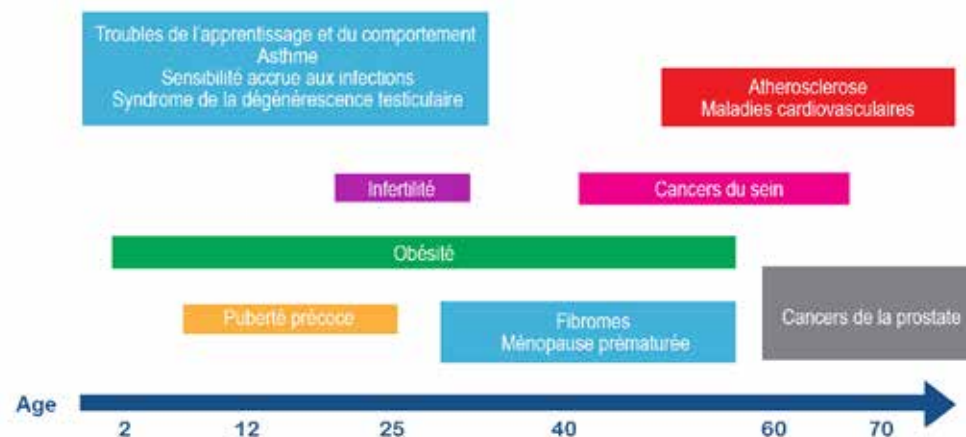 Troubles de l'apprentissage et du comportement
Asthme
Sensibilité accrue aux infections
Syndrome de la dégénérescence testiculaire
Atherosclerose
Maladies cardiovasculaires
Infertilité
Cancers du sein
Obésité
Puberté précoce
Fibromes
Ménopause prématurée
Cancers de la prostate
Age
2 12 25 40 60 70